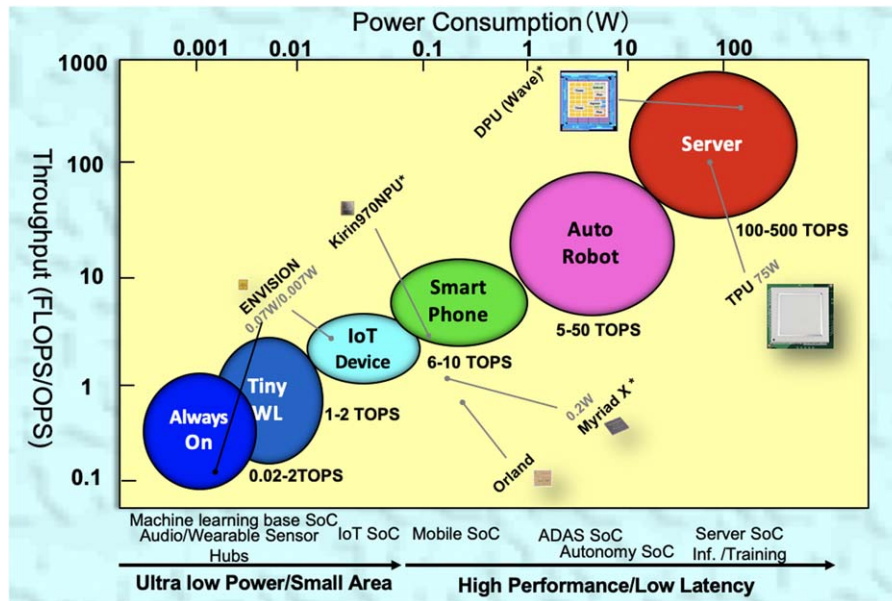 Power Consumption(W)
0.001 0.01 0.1 1 10 100
Throughput (FLOPS/OPS)
1000
100
10
1
0.1
DPU (Wave)*
Server
100-500 TOPS
Kirin970NPU*
Auto
Robot
5-50 TOPS
TPU 75W
ENVISION
0.07W/0.007W
Smart
Phone
6-10 TOPS
IoT
Device
1-2 TOPS
Tiny
WL
Always
On
0.02-2TOPS
0.2W
Myriad X *
Orland
Machine learning base SoC
Audio/Wearable Sensor
Hubs
IoT SoC
Mobile SoC
ADAS SoC
Autonomy SoC
Server SoC
Inf. /Training
Ultra low Power/Small Area
High Performance/Low Latency